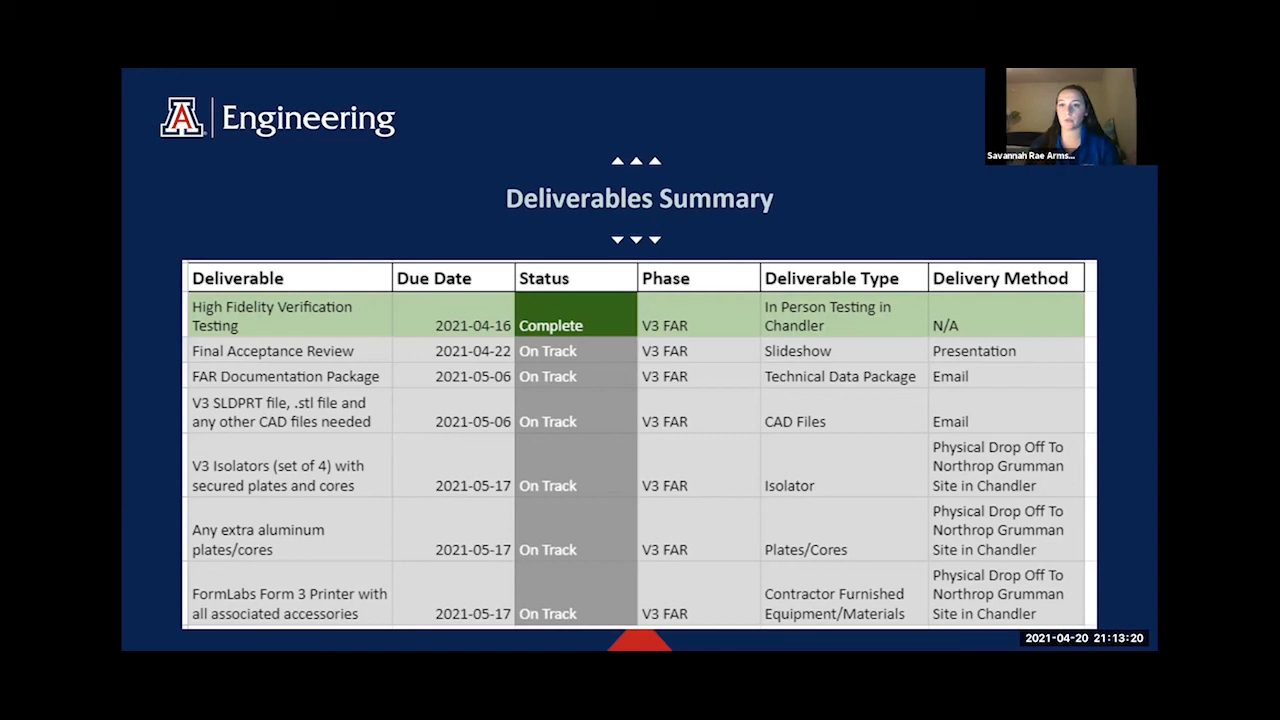 A Engineering
Savannah Rae Arms...
Deliverables Summary
Deliverable Due Date Status Phase Deliverable Type Delivery Method
High Fidelity Verification
Testing 2021-04-16 Complete V3 FAR In Person Testing in
Chandler N/A
Final Acceptance Review 2021-04-22 On Track V3 FAR Slideshow Presentation
FAR Documentation Package 2021-05-06 On Track V3 FAR Technical Data Package Email
V3 SLDPRT file, .stl file and
any other CAD files needed 2021-05-06 On Track V3 FAR CAD Files Email
V3 Isolators (set of 4) with
secured plates and cores 2021-05-17 On Track V3 FAR Isolator Physical Drop Off To
Northrop Grumman
Site in Chandler
Any extra aluminum
plates/cores 2021-05-17 On Track V3 FAR Plates/Cores Physical Drop Off To
Northrop Grumman
Site in Chandler
FormLabs Form 3 Printer with
all associated accessories 2021-05-17 On Track V3 FAR Contractor Furnished
Equipment/Materials Physical Drop Off To
Northrop Grumman
Site in Chandler
2021-04-20 21:13:20